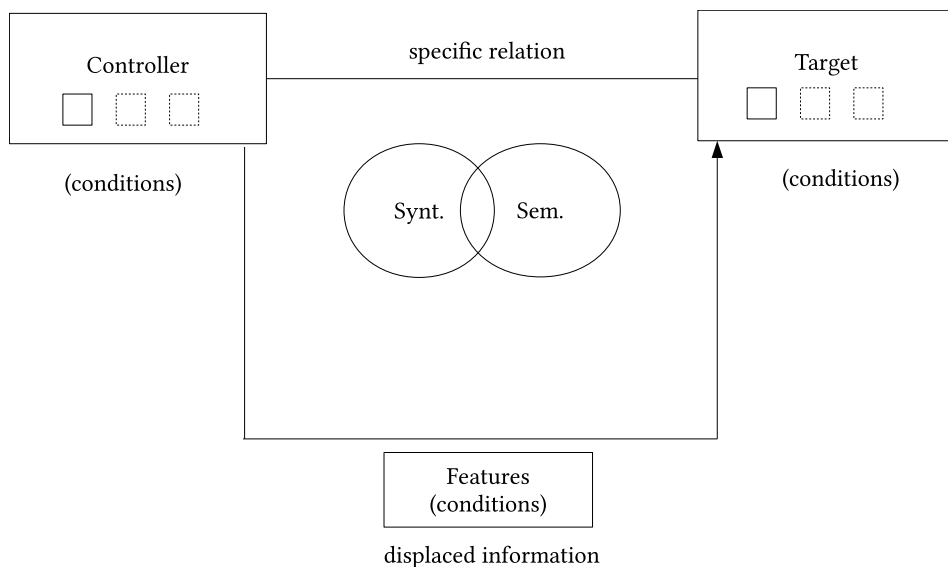 specific relation
Controller
Target
(conditions)
(conditions)
Synt.
Sem.
Features
(conditions)
displaced information